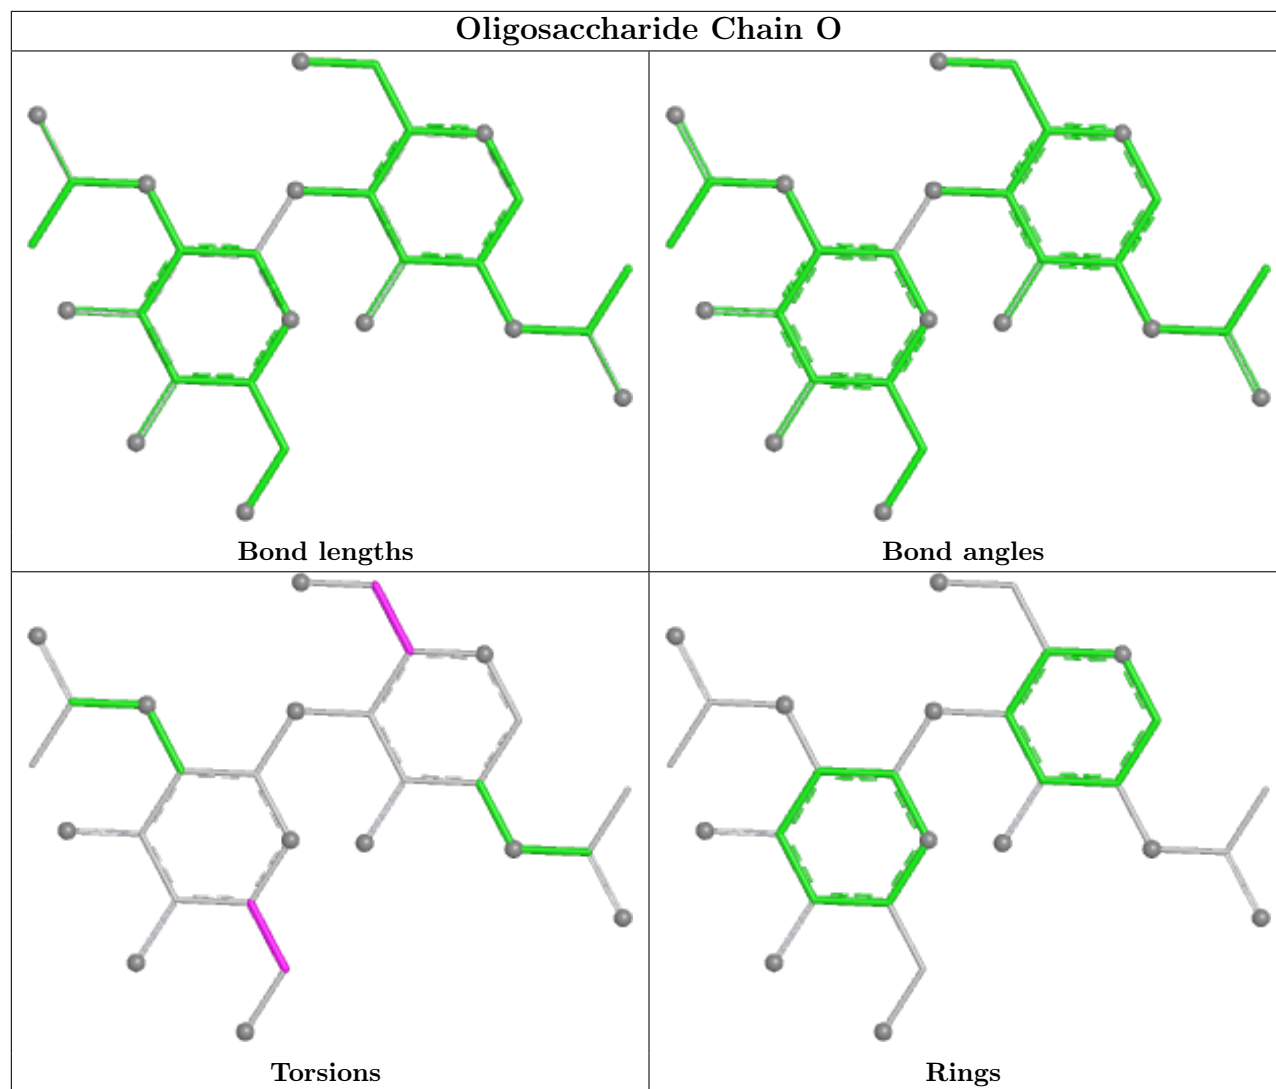 Oligosaccharide Chain O
Bond lengths
Bond angles
Torsions
Rings